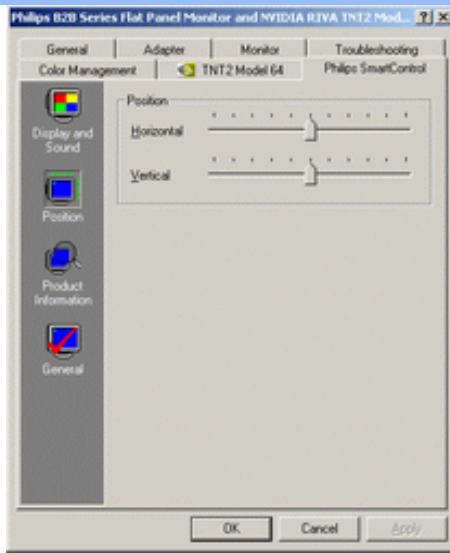 Philips B2B Series Flat Panel Monitor and NVIDIA RIVA TNT2 Mod...
General Adapter Monitor Troubleshooting
Color Management TNT2 Model 64 Philips SmartControl
Display and
Sound
Position
Product
Information
General
Position
Horizontal
Vertical
OK Cancel Apply